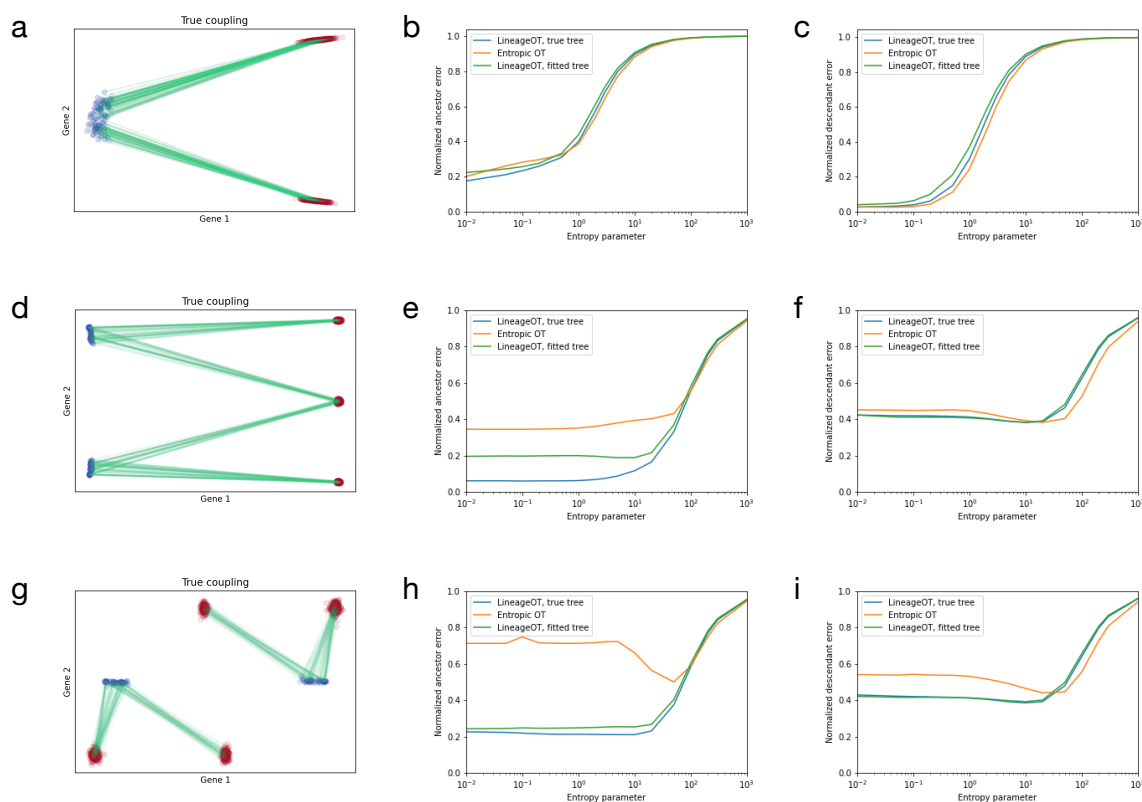 a
True coupling
Gene 2
Gene 1
b
Normalized ancestor error
1.0
0.8
0.6
0.4
0.2
0.0
LineageOT, true tree
Entropic OT
LineageOT, fitted tree
10⁻² 10⁻¹ 10⁰ 10¹ 10² 10³
Entropy parameter
c
Normalized descendant error
1.0
0.8
0.6
0.4
0.2
0.0
LineageOT, true tree
Entropic OT
LineageOT, fitted tree
10⁻² 10⁻¹ 10⁰ 10¹ 10² 10³
Entropy parameter
d
True coupling
Gene 2
Gene 1
e
Normalized ancestor error
1.0
0.8
0.6
0.4
0.2
0.0
LineageOT, true tree
Entropic OT
LineageOT, fitted tree
10⁻² 10⁻¹ 10⁰ 10¹ 10² 10³
Entropy parameter
f
Normalized descendant error
1.0
0.8
0.6
0.4
0.2
0.0
LineageOT, true tree
Entropic OT
LineageOT, fitted tree
10⁻² 10⁻¹ 10⁰ 10¹ 10² 10³
Entropy parameter
g
True coupling
Gene 2
Gene 1
h
Normalized ancestor error
1.0
0.8
0.6
0.4
0.2
0.0
LineageOT, true tree
Entropic OT
LineageOT, fitted tree
10⁻² 10⁻¹ 10⁰ 10¹ 10² 10³
Entropy parameter
i
Normalized descendant error
1.0
0.8
0.6
0.4
0.2
0.0
LineageOT, true tree
Entropic OT
LineageOT, fitted tree
10⁻² 10⁻¹ 10⁰ 10¹ 10² 10³
Entropy parameter